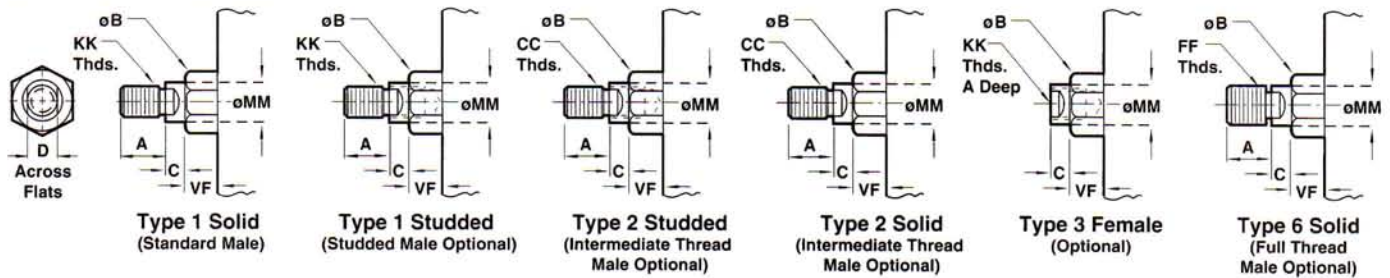 D
Across
Flats
øB
KK
Thds.
øMM
A
C
VF
Type 1 Solid
(Standard Male)
øB
KK
Thds.
øMM
A
C
VF
Type 1 Studded
(Studded Male Optional)
øB
CC
Thds.
øMM
A
C
VF
Type 2 Studded
(Intermediate Thread
Male Optional)
øB
CC
Thds.
øMM
A
C
VF
Type 2 Solid
(Intermediate Thread
Male Optional)
øB
KK
Thds.
A Deep
øMM
C
VF
Type 3 Female
(Optional)
øB
FF
Thds.
øMM
A
C
VF
Type 6 Solid
(Full Thread
Male Optional)